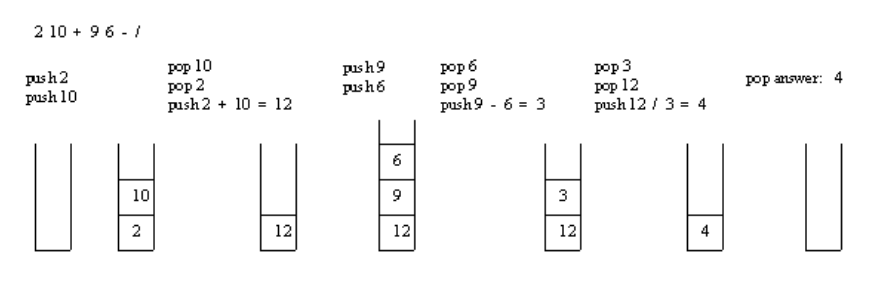 2 10 + 9 6 - /
push 2
push 10
pop 10
pop 2
push 2 + 10 = 12
push 9
push 6
pop 6
pop 9
push 9 - 6 = 3
pop 3
pop 12
push 12 / 3 = 4
pop answer: 4
10
2
12
6
9
12
3
12
4